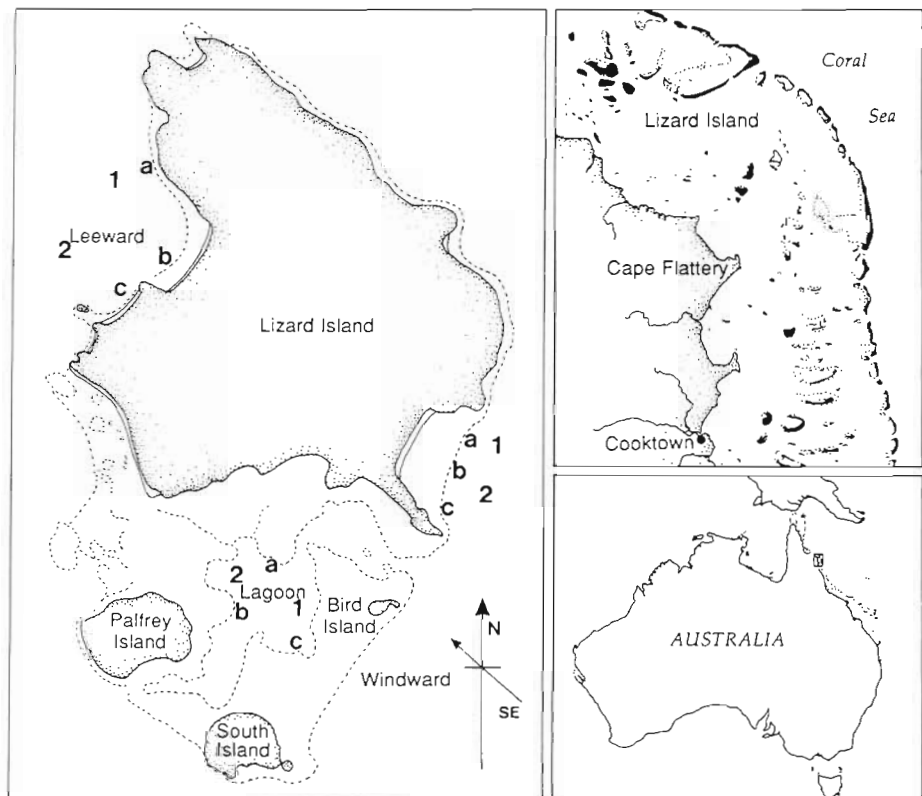 a
1
2 Leeward
b
c
Lizard Island
a 1
b
2
c
a
2
Lagoon
b 1
Bird
Island
c
Palfrey
Island
N
Windward
SE
South
Island
Coral
Sea
Lizard Island
Cape Flattery
Cooktown
AUSTRALIA